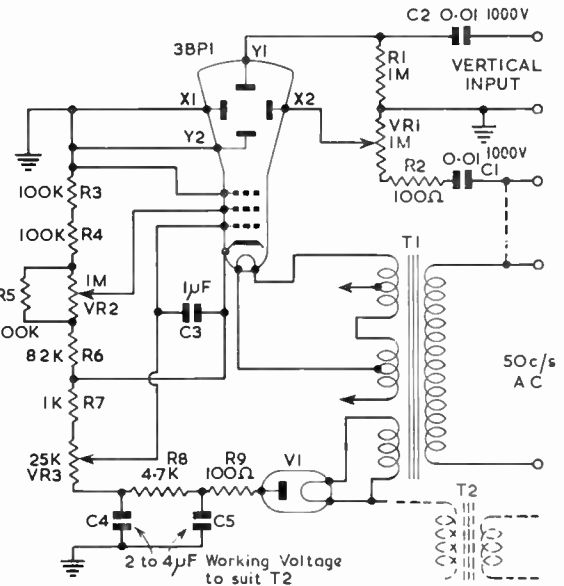 C2 0·01 1000V
3BP1
Y1
R1
1M
VERTICAL
INPUT
X1
X2
Y2
VR1
1M
0·01 1000V
R2
C1
100Ω
100K R3
100K R4
T1
1M
VR2
R5
00K
1µF
C3
82K R6
50c/s
AC
1K R7
25K
VR3
R8
4·7K
R9
100Ω
V1
T2
C4
C5
2 to 4µF Working Voltage
to suit T2